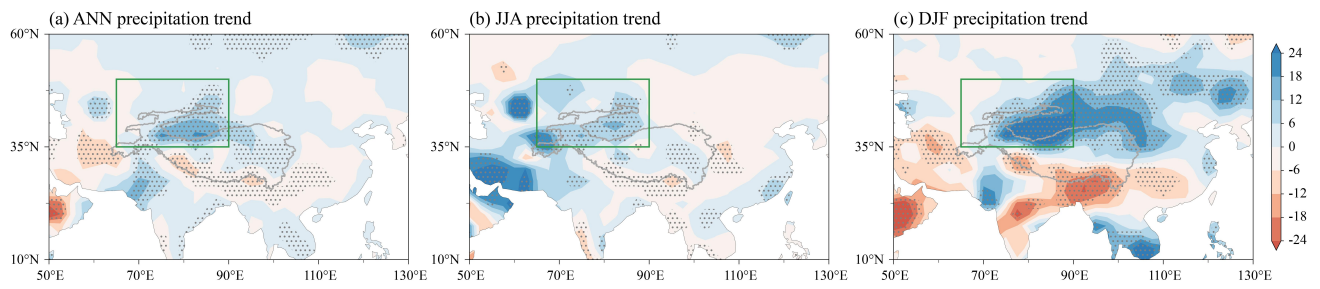 (a) ANN precipitation trend
(b) JJA precipitation trend
(c) DJF precipitation trend
60°N
35°N
10°N
50°E 70°E 90°E 110°E 130°E
60°N
35°N
10°N
50°E 70°E 90°E 110°E 130°E
60°N
35°N
10°N
50°E 70°E 90°E 110°E 130°E
24
18
12
6
0
-6
-12
-18
-24